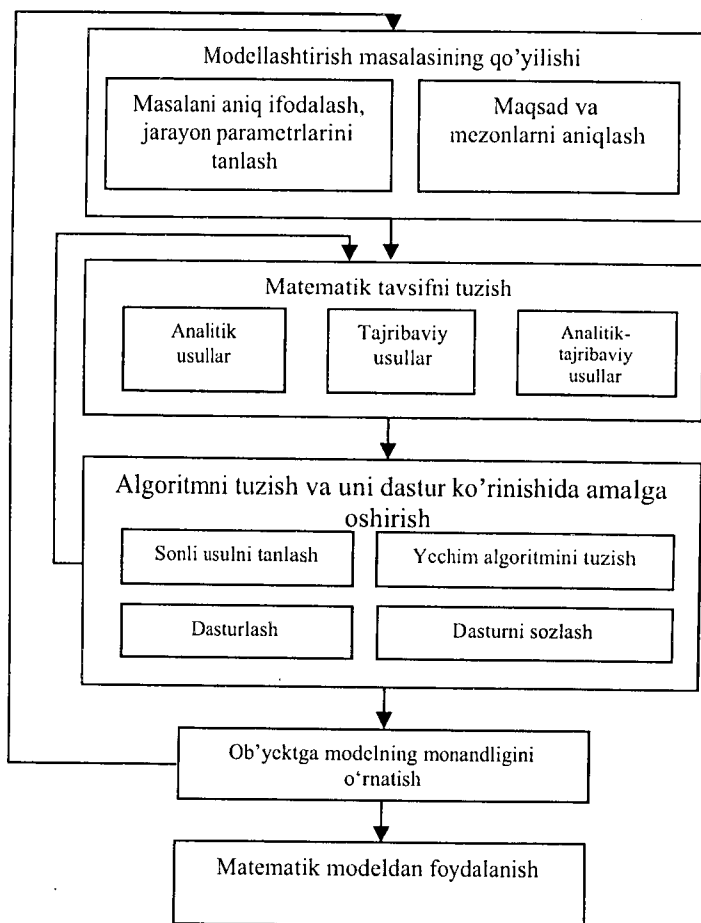 Modellashtirish masalasining qo'yilishi
Masalani aniq ifodalash,
jarayon parametrlarini
tanlash
Maqsad va
mezonlarni aniqlash
Matematik tavsifni tuzish
Analitik
usullar
Tajribaviy
usullar
Analitik-
tajribaviy
usullar
Algoritmni tuzish va uni dastur ko'rinishida amalga
oshirish
Sonli usulni tanlash
Yechim algoritmini tuzish
Dasturlash
Dasturni sozlash
Ob'yektga modelning monandligini
o‘rnatish
Matematik modeldan foydalanish